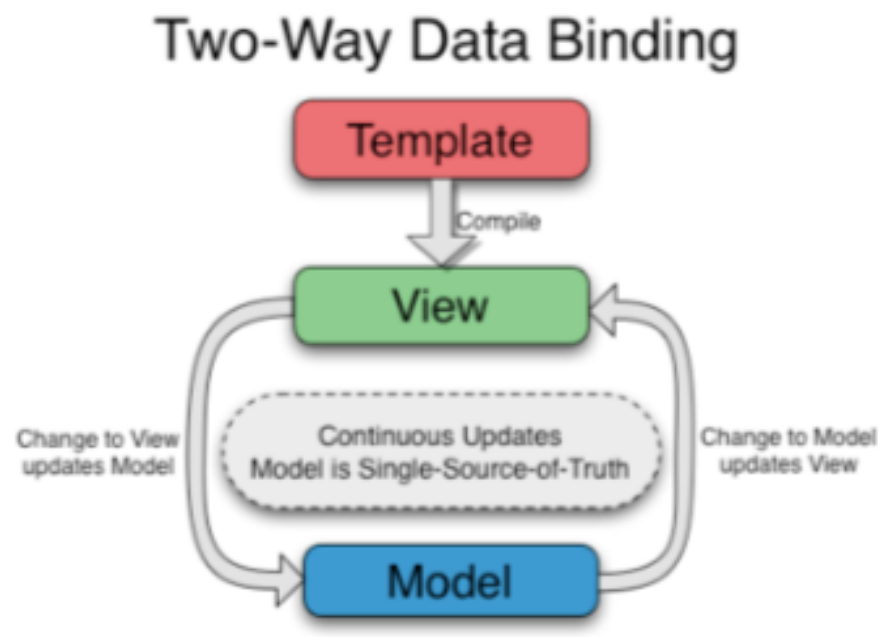 Two-Way Data Binding
Template
Compile
View
Change to View
updates Model
Continuous Updates
Model is Single-Source-of-Truth
Change to Model
updates View
Model